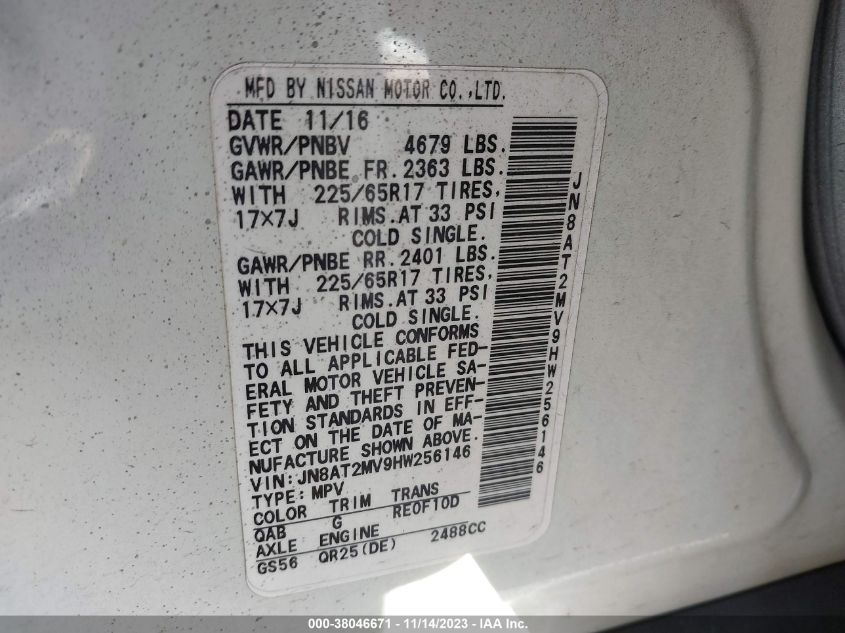 MFD BY NISSAN MOTOR CO.,LTD.
DATE 11/16
GVWR/PNBV 4679 LBS.
GAWR/PNBE FR. 2363 LBS.
WITH 225/65R17 TIRES,
17×7J RIMS. AT 33 PSI
COLD SINGLE.
GAWR/PNBE RR. 2401 LBS.
WITH 225/65R17 TIRES,
17×7J RIMS. AT 33 PSI
COLD SINGLE.
THIS VEHICLE CONFORMS
TO ALL APPLICABLE FED-
ERAL MOTOR VEHICLE SA-
FETY AND THEFT PREVEN-
TION STANDARDS IN EFF-
ECT ON THE DATE OF MA-
NUFACTURE SHOWN ABOVE.
VIN: JN8AT2MV9HW256146
TYPE: MPV
COLOR TRIM TRANS
QAB G RE0F10D
AXLE ENGINE
GS56 QR25(DE) 2488CC
JN8AT2MV9HW256146
000-38046671 - 11/14/2023 - IAAI.com